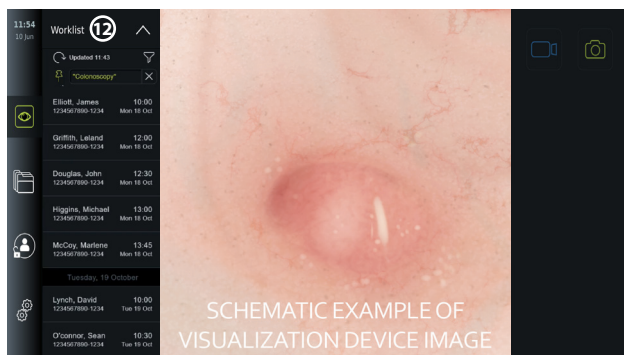 11:54
10 Jun
Worklist 12
Updated 11:43
"Colonoscopy"
Elliott, James 10:00
1234567890-1234 Mon 18 Oct
Griffith, Leland 12:00
1234567890-1234 Mon 18 Oct
Douglas, John 12:30
1234567890-1234 Mon 18 Oct
Higgins, Michael 13:00
1234567890-1234 Mon 18 Oct
McCoy, Marlene 13:45
1234567890-1234 Mon 18 Oct
Tuesday, 19 October
Lynch, David 10:00
1234567890-1234 Tue 19 Oct
O'connor, Sean 10:30
1234567890-1234 Tue 19 Oct
SCHEMATIC EXAMPLE OF
VISUALIZATION DEVICE IMAGE